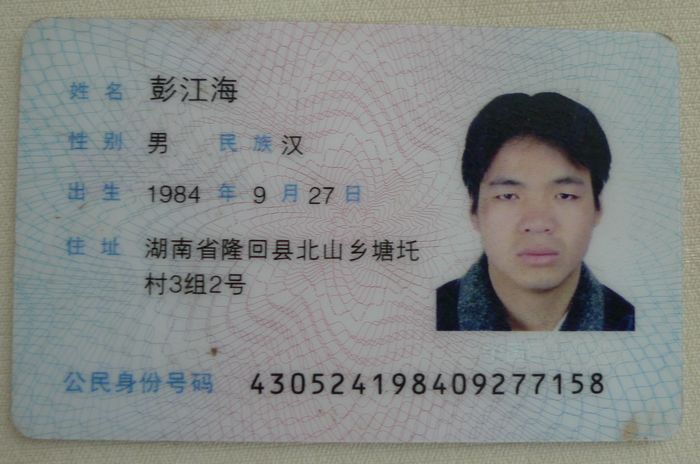 姓名 彭江海
性别 男 民族 汉
出生 1984 年 9 月 27 日
住址 湖南省隆回县北山乡塘圫
村3组2号
公民身份号码 430524198409277158